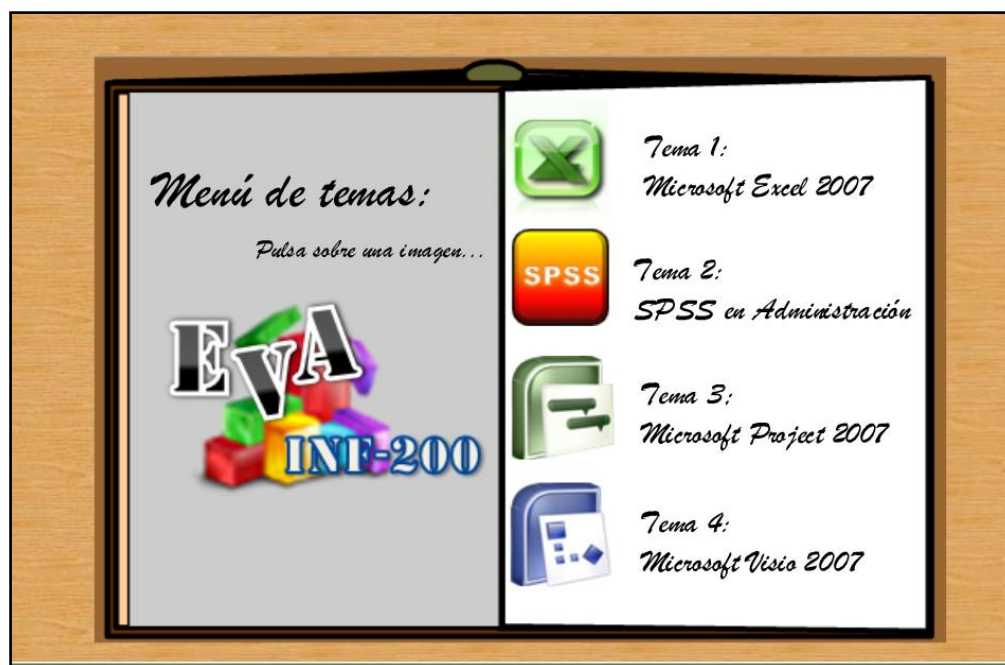 Menú de temas:
Pulsa sobre una imagen...
EVA
INF-200
Tema 1:
Microsoft Excel 2007
SPSS
Tema 2:
SPSS en Administración
Tema 3:
Microsoft Project 2007
Tema 4:
Microsoft Visio 2007